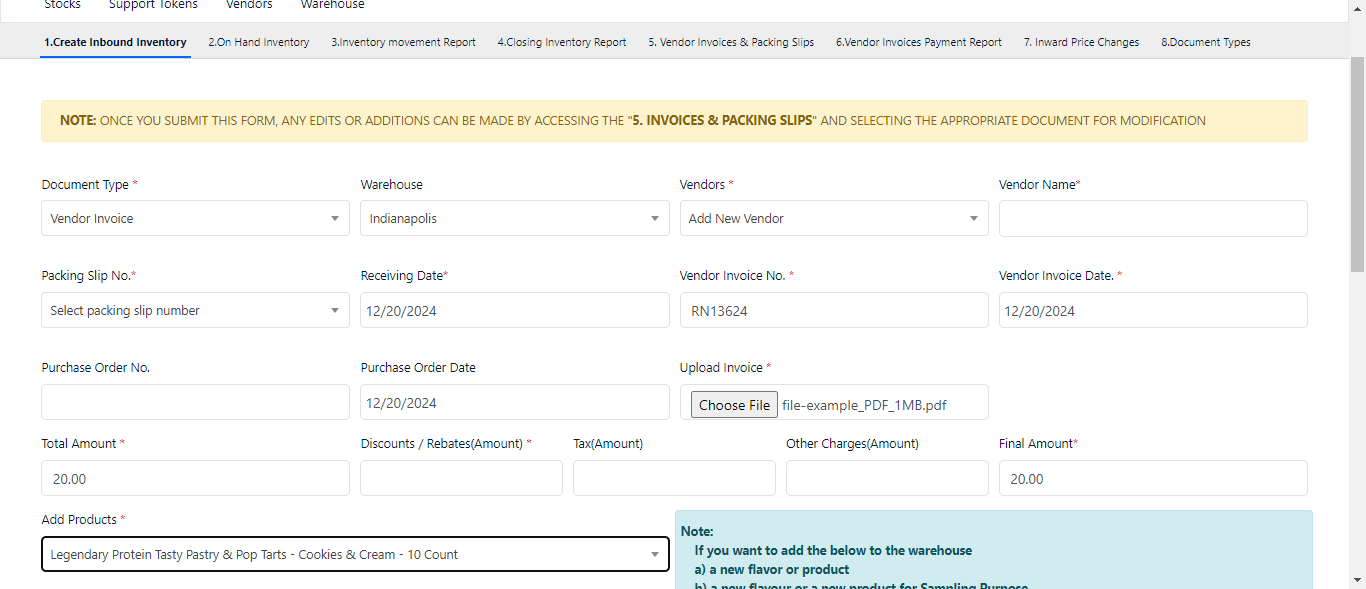 Stocks Support Tokens Vendors Warehouse
1.Create Inbound Inventory 2.On Hand Inventory 3.Inventory movement Report 4.Closing Inventory Report 5. Vendor Invoices & Packing Slips 6.Vendor Invoices Payment Report 7. Inward Price Changes 8.Document Types
NOTE: ONCE YOU SUBMIT THIS FORM, ANY EDITS OR ADDITIONS CAN BE MADE BY ACCESSING THE "5. INVOICES & PACKING SLIPS" AND SELECTING THE APPROPRIATE DOCUMENT FOR MODIFICATION
Document Type * Warehouse Vendors * Vendor Name*
Vendor Invoice Indianapolis Add New Vendor
Packing Slip No.* Receiving Date* Vendor Invoice No. * Vendor Invoice Date. *
Select packing slip number 12/20/2024 RN13624 12/20/2024
Purchase Order No. Purchase Order Date Upload Invoice *
12/20/2024 Choose File file-example_PDF_1MB.pdf
Total Amount * Discounts / Rebates(Amount) * Tax(Amount) Other Charges(Amount) Final Amount*
20.00 20.00
Add Products *
Legendary Protein Tasty Pastry & Pop Tarts - Cookies & Cream - 10 Count
Note:
If you want to add the below to the warehouse
a) a new flavor or product
b) a new flavour or a new product for Sampling Purpose